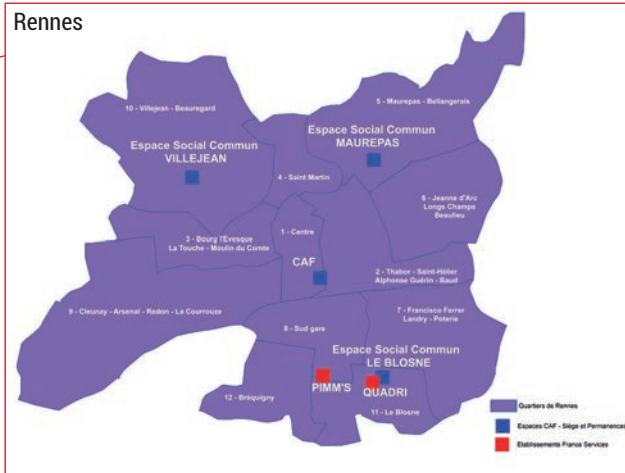 Rennes
10 - Villejean - Beauregard
Espace Social Commun
VILLEJEAN
5 - Maurepas - Bellangerais
Espace Social Commun
MAUREPAS
4 - Saint Martin
6 - Jeanne d'Arc
Longs Champs
Beaulieu
3 - Bourg l'Evesque
La Touche - Moulin du Comte
1 - Centre
CAF
2 - Thabor - Saint-Hélier
Alphonse Guérin - Baud
9 - Cleunay - Arsenal - Redon - La Courrouze
8 - Sud gare
7 - Francisco Ferrer
Landry - Poterie
Espace Social Commun
LE BLOSNE
PIMM'S
QUADRI
12 - Bréquigny
11 - Le Blosne
Quartiers de Rennes
Espaces CAF - Siège et Permanences
Etablissements France Services